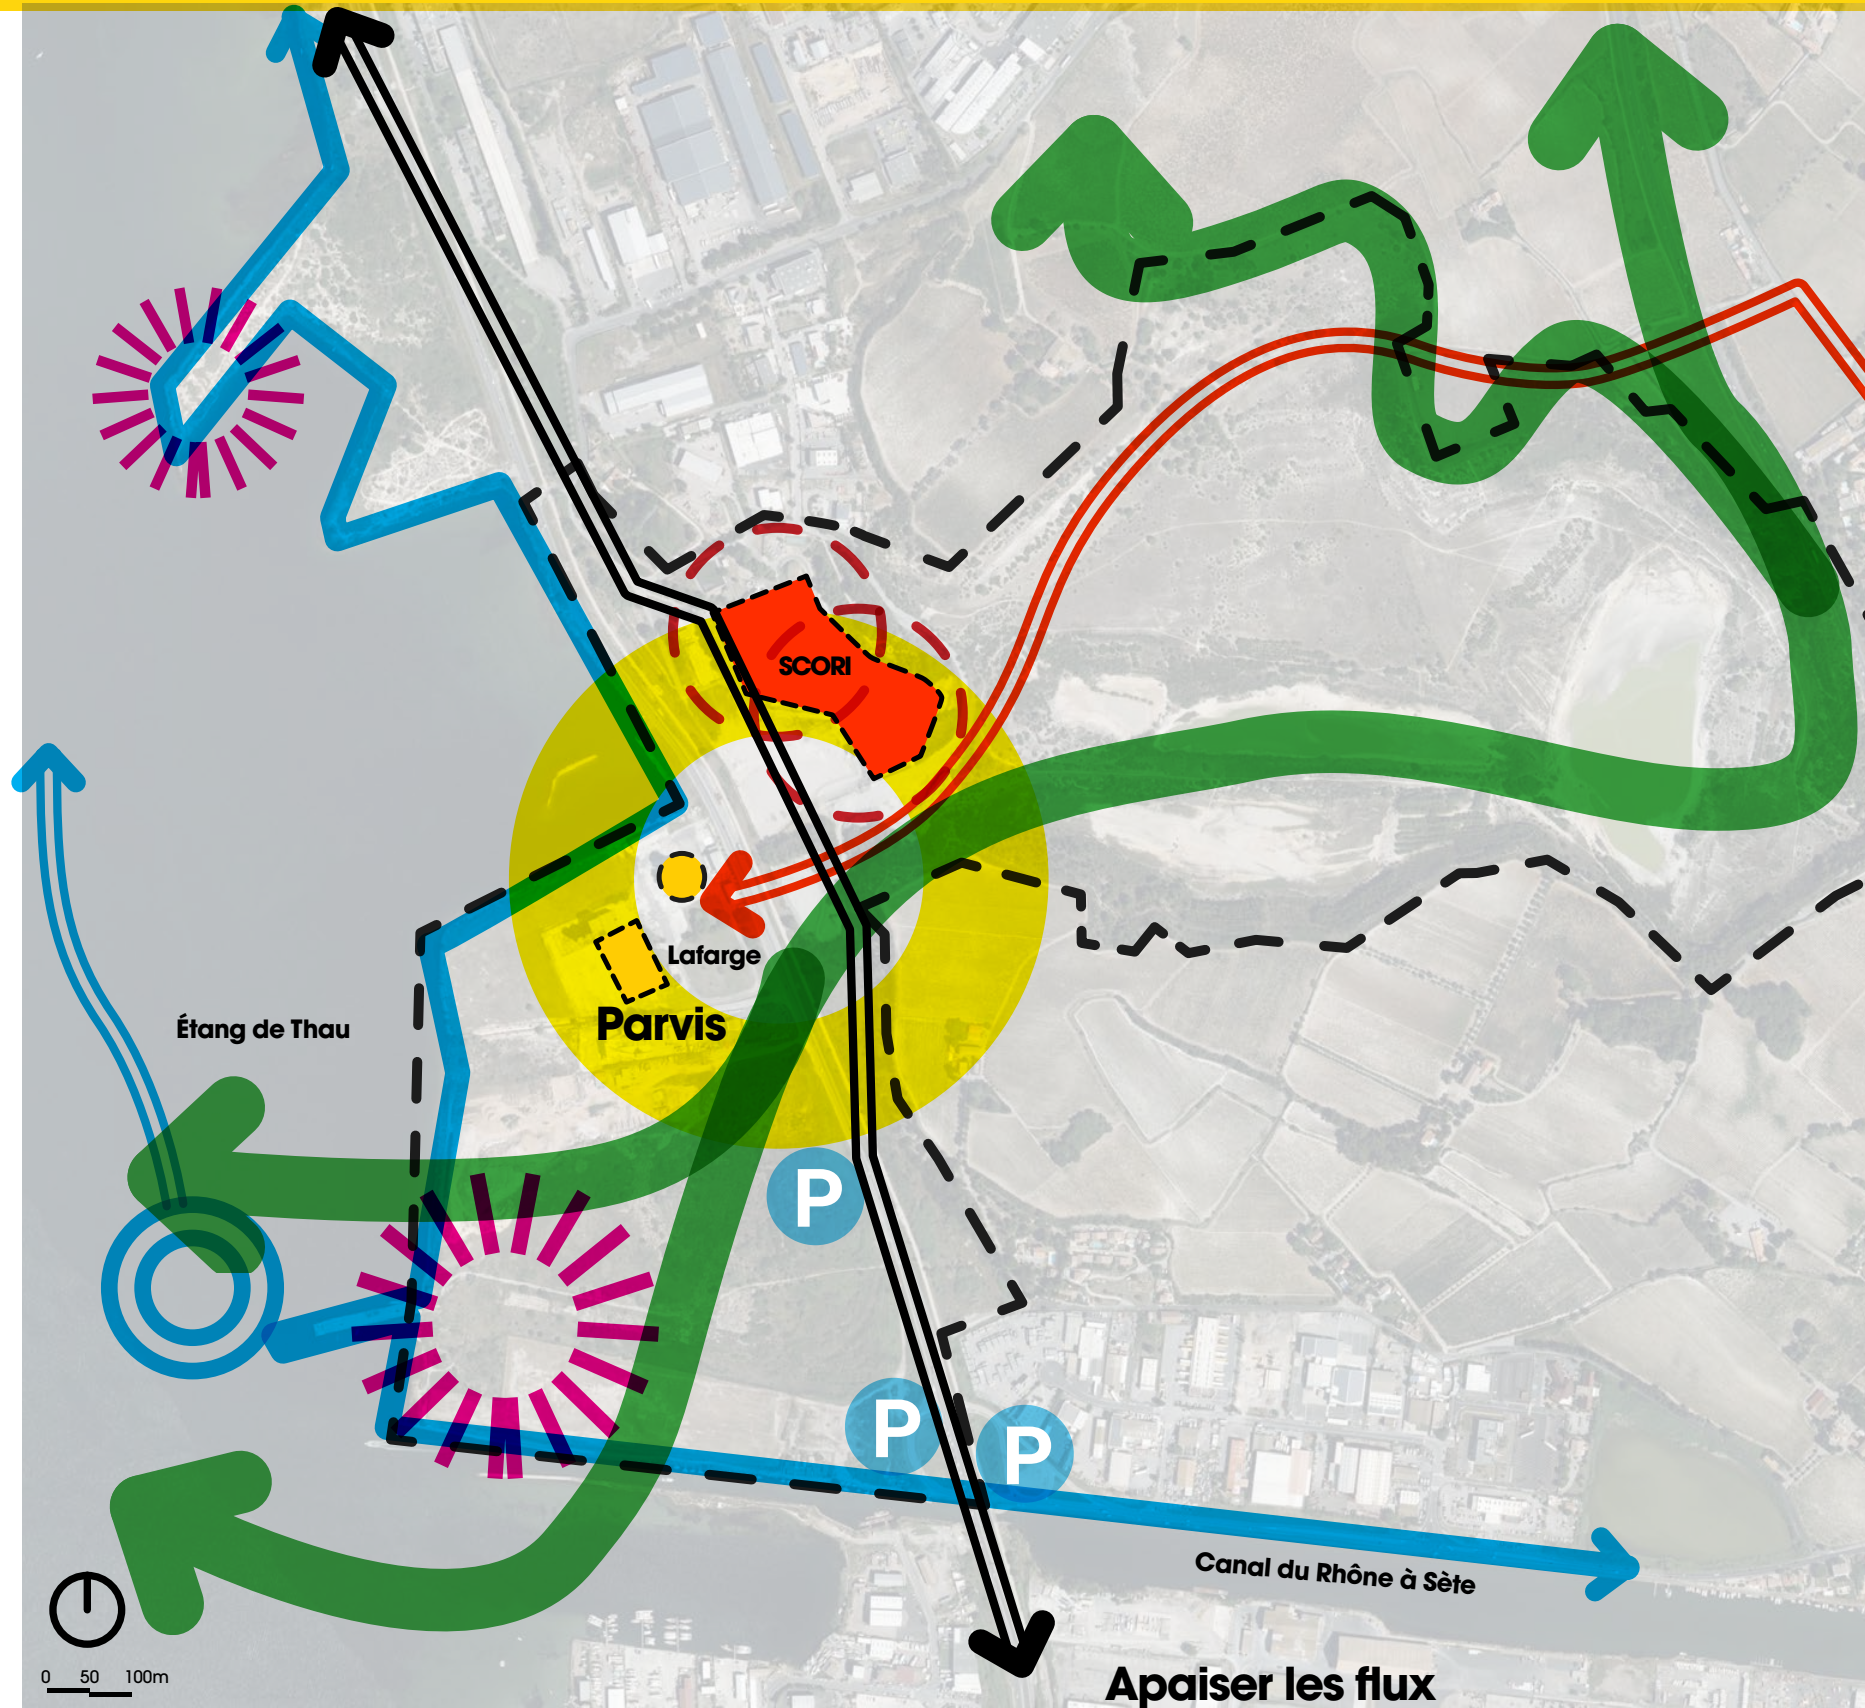 SCORI
Lafarge
Parvis
Étang de Thau
P
P
P
Canal du Rhône à Sète
0 50 100m
Apaiser les flux